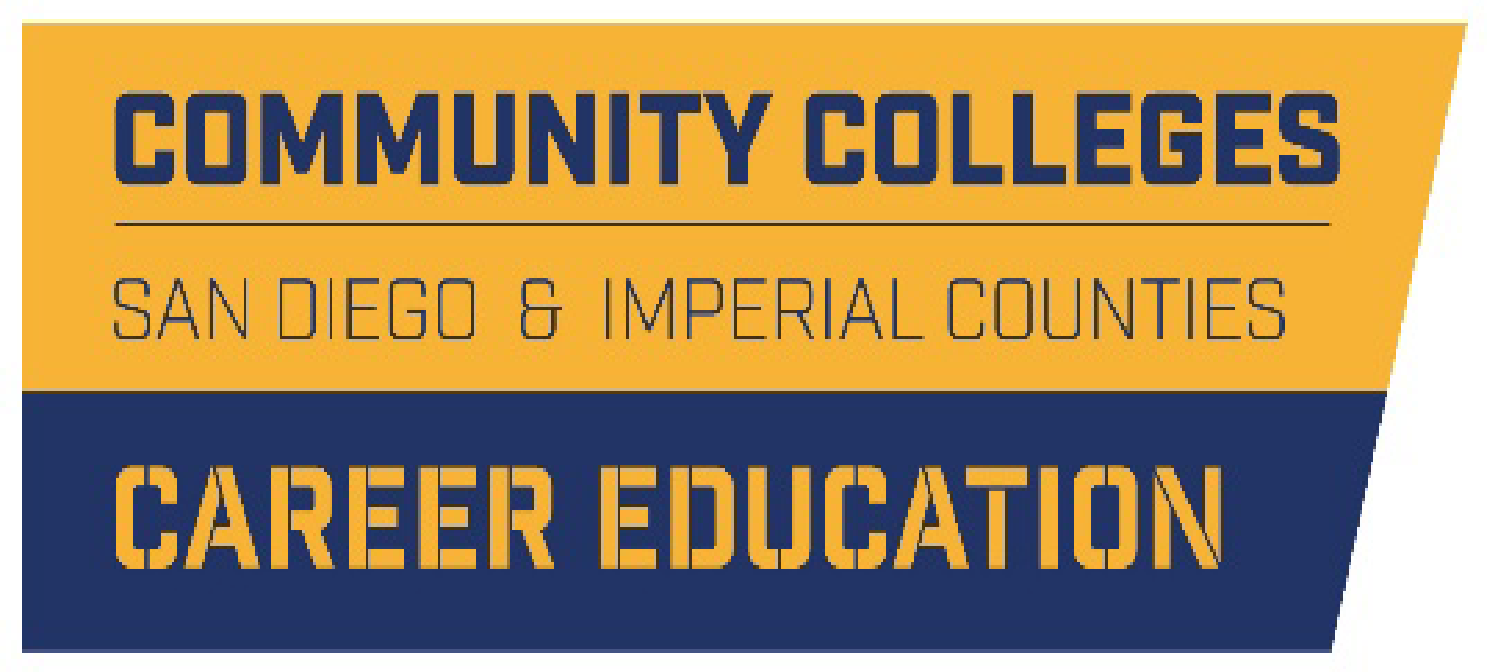 COMMUNITY COLLEGES
SAN DIEGO & IMPERIAL COUNTIES
CAREER EDUCATION